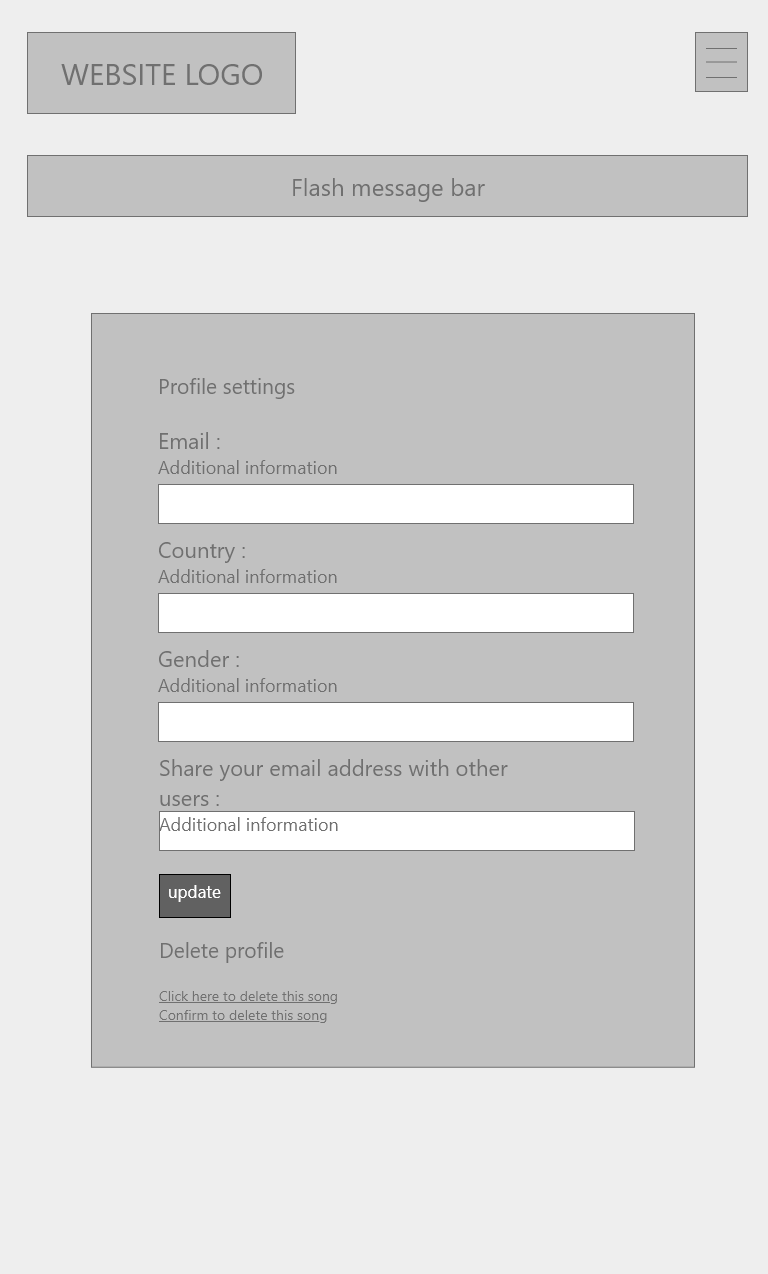 WEBSITE LOGO
Flash message bar
Profile settings
Email :
Additional information
Country :
Additional information
Gender :
Additional information
Share your email address with other
users :
Additional information
update
Delete profile
Click here to delete this song
Confirm to delete this song